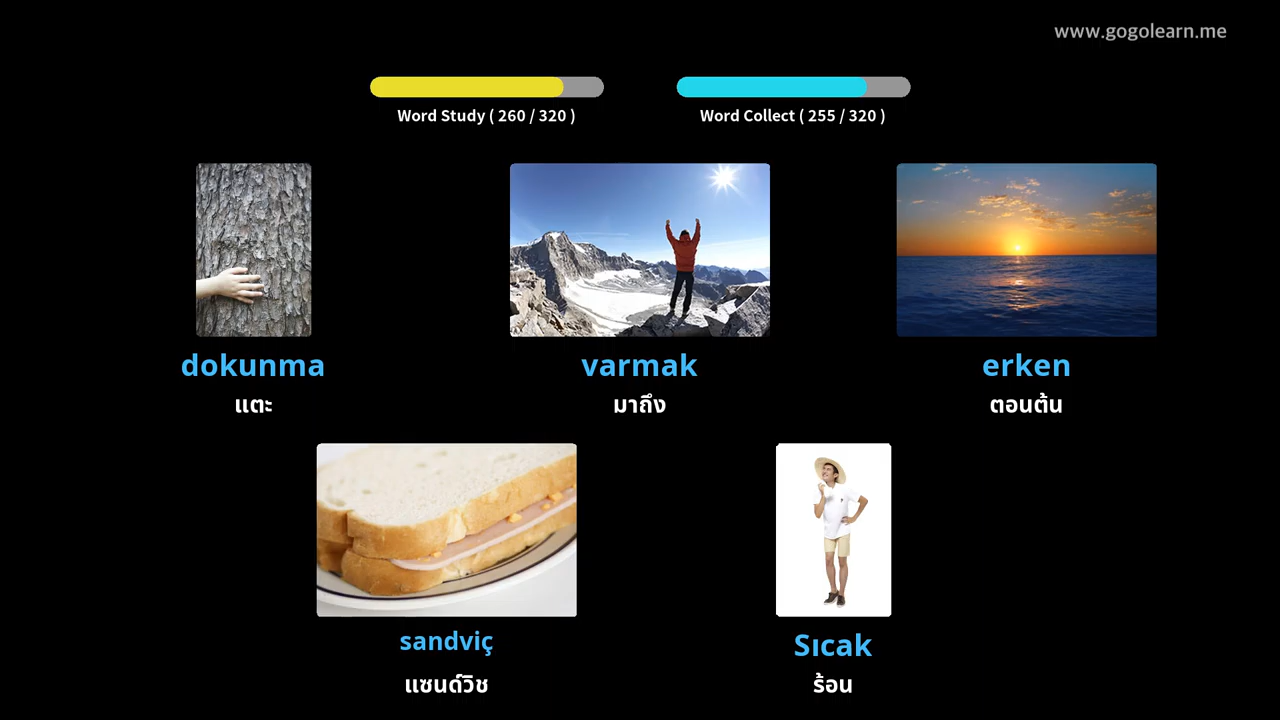 www.gogolearn.me
Word Study ( 260 / 320 )
Word Collect ( 255 / 320 )
dokunma
varmak
erken
แตะ
มาถึง
ตอนต้น
sandviç
Sıcak
แซนด์วิช
ร้อน